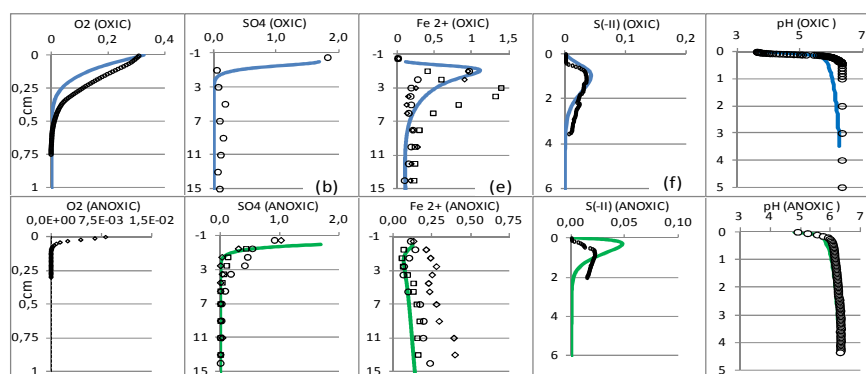 O2 (OXIC)
0 0,2 0,4
0
0,25
0,5
0,75
1
cm
SO4 (OXIC)
0,0 1,0 2,0
-1
3
7
11
15
(b)
Fe 2+ (OXIC)
0,0 0,5 1,0 1,5
-1
3
7
11
15
(e)
S(-II) (OXIC)
0,0 0,1 0,2
0
2
4
6
(f)
pH (OXIC)
3 4 5 6 7
0
1
2
3
4
5
O2 (ANOXIC)
0,0E+00 7,5E-03 1,5E-02
0
0,25
0,5
0,75
1
cm
SO4 (ANOXIC)
0,0 1,0 2,0
-1
3
7
11
15
Fe 2+ (ANOXIC)
0,00 0,25 0,50 0,75
-1
3
7
11
15
S(-II) (ANOXIC)
0,00 0,05 0,10
0
2
4
6
pH (ANOXIC)
3 4 5 6 7
0
1
2
3
4
5